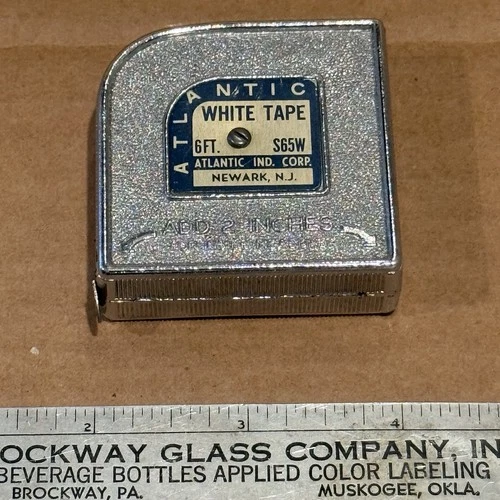 ATLANTIC
WHITE TAPE
6FT. S65W
ATLANTIC IND. CORP.
NEWARK, N.J.
ADD 2 INCHES
2 3 4
OCKWAY GLASS COMPANY, IN
BEVERAGE BOTTLES APPLIED COLOR LABELING
BROCKWAY, PA. MUSKOGEE, OKLA.